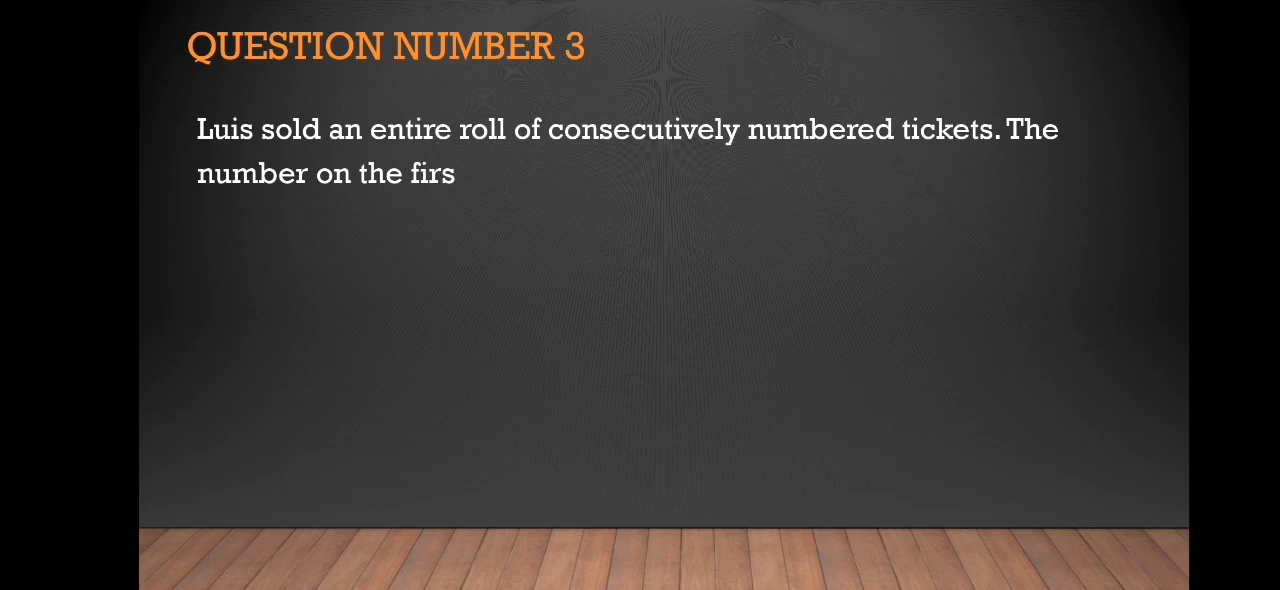 QUESTION NUMBER 3
Luis sold an entire roll of consecutively numbered tickets. The
number on the firs